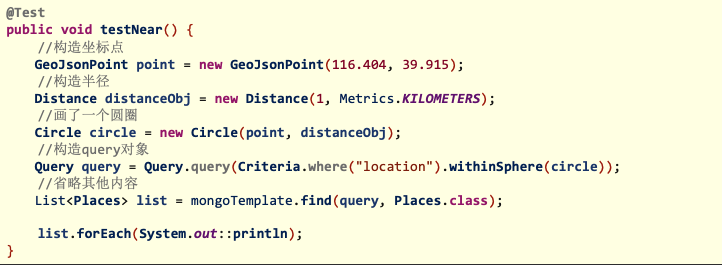 @Test
public void testNear() {
    //构造坐标点
    GeoJsonPoint point = new GeoJsonPoint(116.404, 39.915);
    //构造半径
    Distance distanceObj = new Distance(1, Metrics.KILOMETERS);
    //画了一个圆圈
    Circle circle = new Circle(point, distanceObj);
    //构造query对象
    Query query = Query.query(Criteria.where("location").withinSphere(circle));
    //省略其他内容
    List<Places> list = mongoTemplate.find(query, Places.class);
    list.forEach(System.out::println);
}